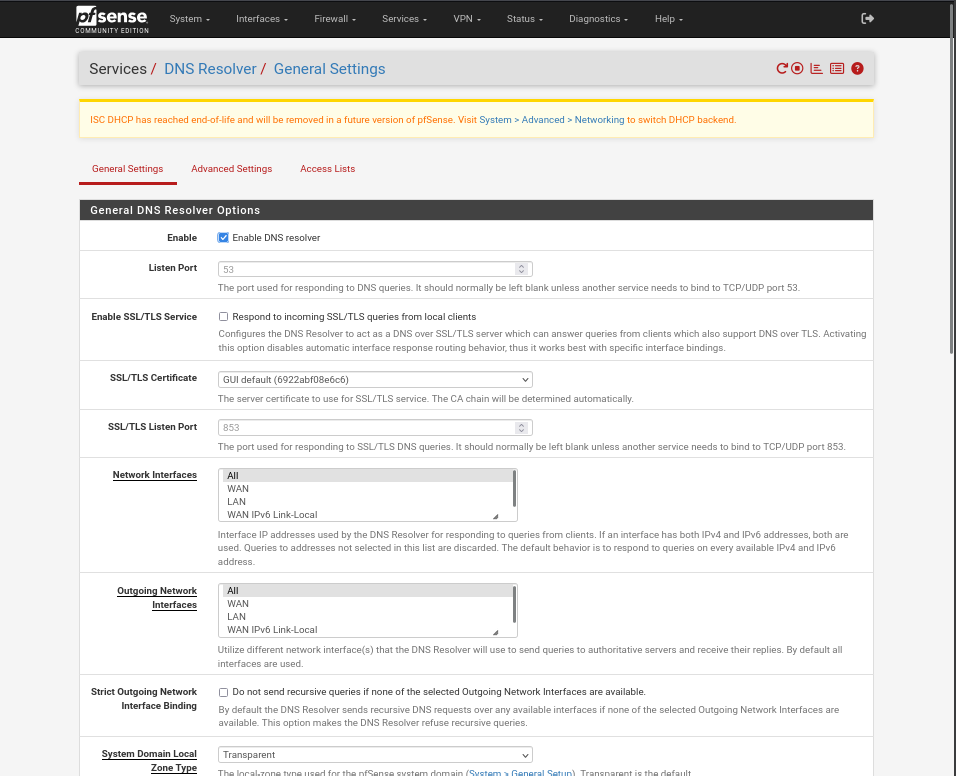 pfsense
COMMUNITY EDITION
System
Interfaces
Firewall
Services
VPN
Status
Diagnostics
Help
Services / DNS Resolver / General Settings
ISC DHCP has reached end-of-life and will be removed in a future version of pfSense. Visit System > Advanced > Networking to switch DHCP backend.
General Settings
Advanced Settings
Access Lists
General DNS Resolver Options
Enable
Enable DNS resolver
Listen Port
53
The port used for responding to DNS queries. It should normally be left blank unless another service needs to bind to TCP/UDP port 53.
Enable SSL/TLS Service
Respond to incoming SSL/TLS queries from local clients
Configures the DNS Resolver to act as a DNS over SSL/TLS server which can answer queries from clients which also support DNS over TLS. Activating
this option disables automatic interface response routing behavior, thus it works best with specific interface bindings.
SSL/TLS Certificate
GUI default (6922abf08e6c6)
The server certificate to use for SSL/TLS service. The CA chain will be determined automatically.
SSL/TLS Listen Port
853
The port used for responding to SSL/TLS DNS queries. It should normally be left blank unless another service needs to bind to TCP/UDP port 853.
Network Interfaces
All
WAN
LAN
WAN IPv6 Link-Local
Interface IP addresses used by the DNS Resolver for responding to queries from clients. If an interface has both IPv4 and IPv6 addresses, both are
used. Queries to addresses not selected in this list are discarded. The default behavior is to respond to queries on every available IPv4 and IPv6
address.
Outgoing Network
Interfaces
All
WAN
LAN
WAN IPv6 Link-Local
Utilize different network interface(s) that the DNS Resolver will use to send queries to authoritative servers and receive their replies. By default all
interfaces are used.
Strict Outgoing Network
Interface Binding
Do not send recursive queries if none of the selected Outgoing Network Interfaces are available.
By default the DNS Resolver sends recursive DNS requests over any available interfaces if none of the selected Outgoing Network Interfaces are
available. This option makes the DNS Resolver refuse recursive queries.
System Domain Local
Zone Type
Transparent
The local-zone type used for the pfSense system domain (System > General Setup). Transparent is the default.